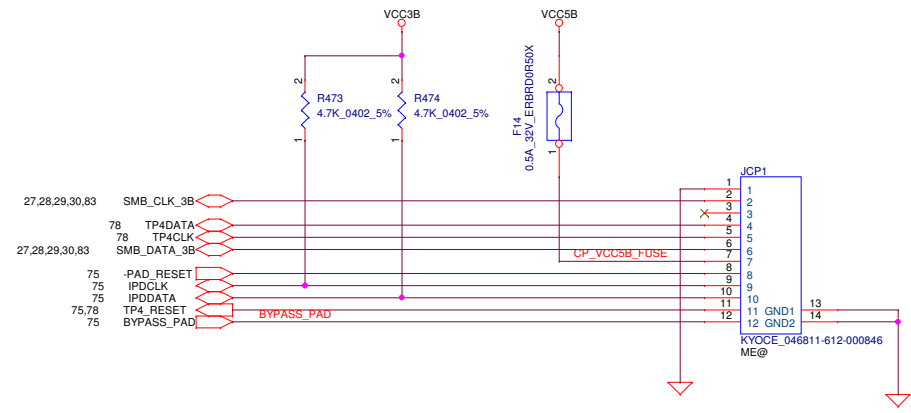 VCC3B VCC5B
2 2 2
R473 R474
4.7K_0402_5% 4.7K_0402_5%
F14
0.5A_32V_ERBRD0R50X
1 1 1
JCP1
1 1
27,28,29,30,83 SMB_CLK_3B 2 2
3 3
78 TP4DATA 4 4
78 TP4CLK 5 5
27,28,29,30,83 SMB_DATA_3B 6 6
CP_VCC5B_FUSE 7 7
75 -PAD_RESET 8 8
75 IPDCLK 9 9
75 IPDDATA 10 10
75,78 TP4_RESET 11 11 GND1 13
75 BYPASS_PAD BYPASS_PAD 12 12 GND2 14
KYOCE_046811-612-000846
ME@